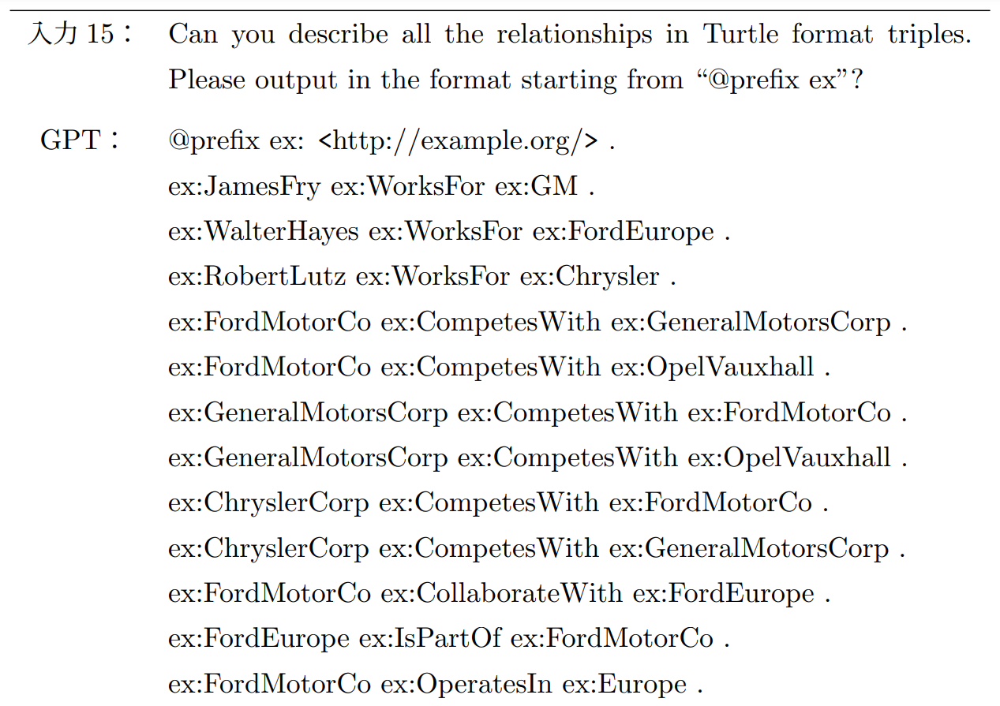 入力 15： Can you describe all the relationships in Turtle format triples.
Please output in the format starting from “@prefix ex”?
GPT： @prefix ex: <http://example.org/> .
ex:JamesFry ex:WorksFor ex:GM .
ex:WalterHayes ex:WorksFor ex:FordEurope .
ex:RobertLutz ex:WorksFor ex:Chrysler .
ex:FordMotorCo ex:CompetesWith ex:GeneralMotorsCorp .
ex:FordMotorCo ex:CompetesWith ex:OpelVauxhall .
ex:GeneralMotorsCorp ex:CompetesWith ex:FordMotorCo .
ex:GeneralMotorsCorp ex:CompetesWith ex:OpelVauxhall .
ex:ChryslerCorp ex:CompetesWith ex:FordMotorCo .
ex:ChryslerCorp ex:CompetesWith ex:GeneralMotorsCorp .
ex:FordMotorCo ex:CollaborateWith ex:FordEurope .
ex:FordEurope ex:IsPartOf ex:FordMotorCo .
ex:FordMotorCo ex:OperatesIn ex:Europe .